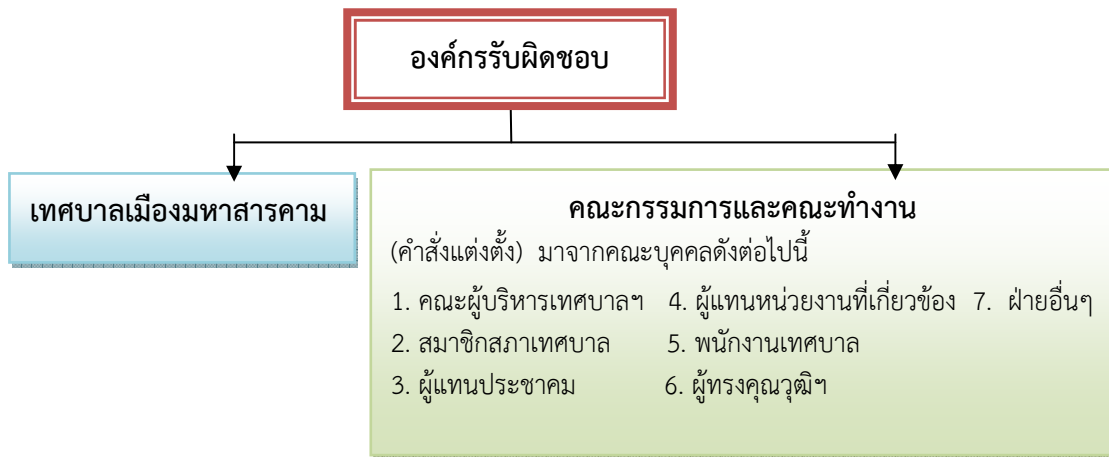 องค์กรรับผิดชอบ
เทศบาลเมืองมหาสารคาม
คณะกรรมการและคณะทำงาน
(คำสั่งแต่งตั้ง) มาจากคณะบุคคลดังต่อไปนี้
1. คณะผู้บริหารเทศบาลฯ 4. ผู้แทนหน่วยงานที่เกี่ยวข้อง 7. ฝ่ายอื่นๆ
2. สมาชิกสภาเทศบาล 5. พนักงานเทศบาล
3. ผู้แทนประชาคม 6. ผู้ทรงคุณวุฒิฯ